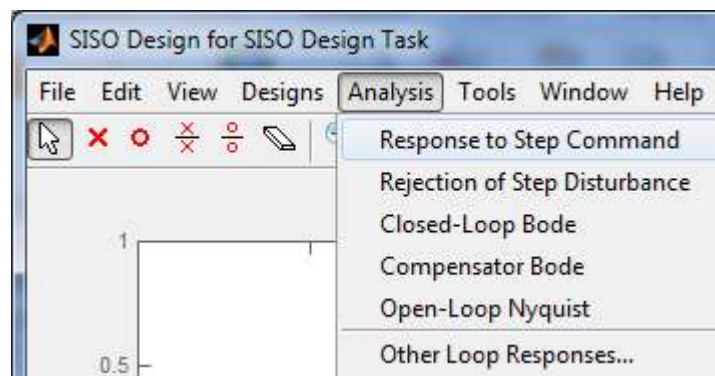 SISO Design for SISO Design Task
File Edit View Designs Analysis Tools Window Help
Response to Step Command
Rejection of Step Disturbance
Closed-Loop Bode
Compensator Bode
Open-Loop Nyquist
Other Loop Responses...
1
0.5